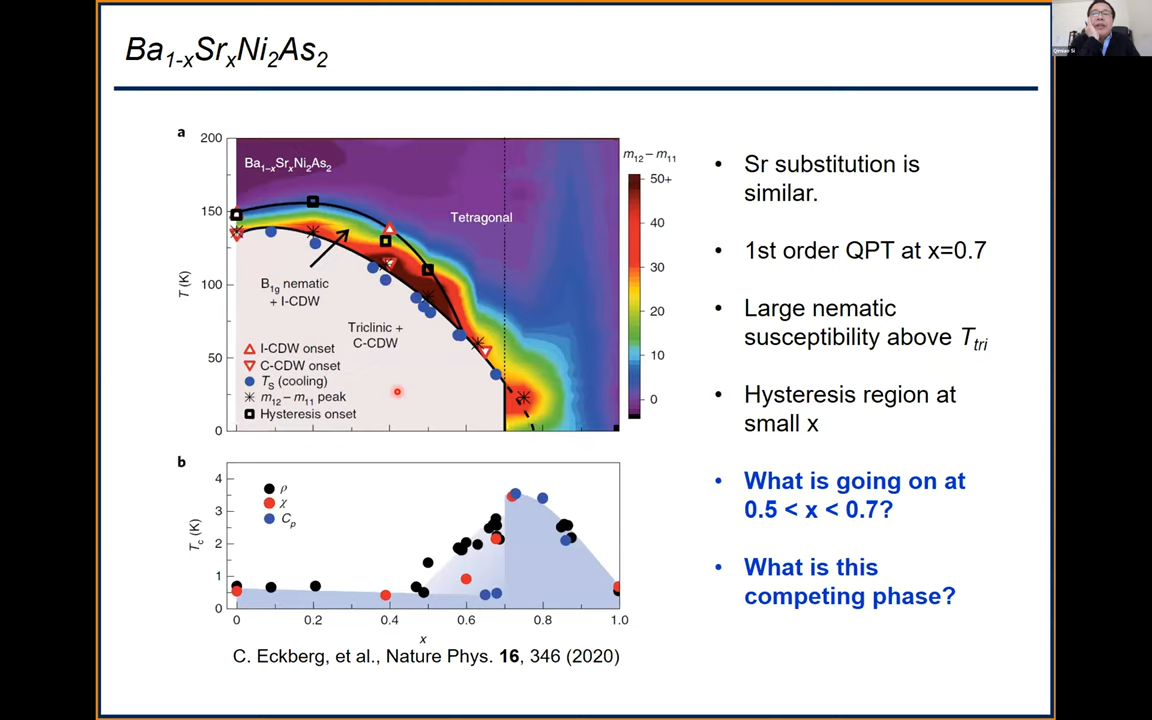 Ba1-xSrxNi2As2
Qimiao Si
a
200
150
100
50
0
T (K)
Ba1–xSrxNi2As2
Tetragonal
B1g nematic
+ I-CDW
Triclinic +
C-CDW
I-CDW onset
C-CDW onset
TS (cooling)
m12 – m11 peak
Hysteresis onset
m12 – m11
50+
40
30
20
10
0
b
4
3
2
1
0
Tc (K)
ρ
χ
Cp
0
0.2
0.4
0.6
0.8
1.0
x
C. Eckberg, et al., Nature Phys. 16, 346 (2020)
• Sr substitution is
similar.
• 1st order QPT at x=0.7
• Large nematic
susceptibility above Ttri
• Hysteresis region at
small x
• What is going on at
0.5 < x < 0.7?
• What is this
competing phase?